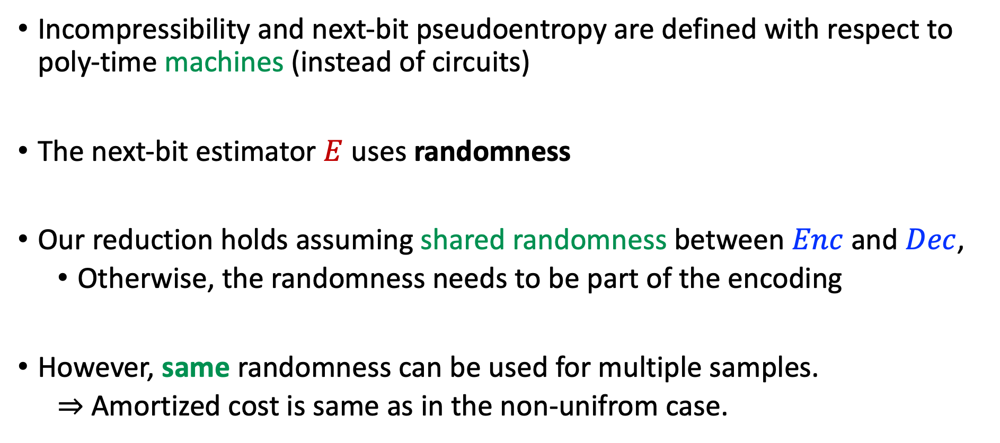 • Incompressibility and next-bit pseudoentropy are defined with respect to
poly-time machines (instead of circuits)
• The next-bit estimator E uses randomness
• Our reduction holds assuming shared randomness between Enc and Dec,
• Otherwise, the randomness needs to be part of the encoding
• However, same randomness can be used for multiple samples.
⇒ Amortized cost is same as in the non-unifrom case.